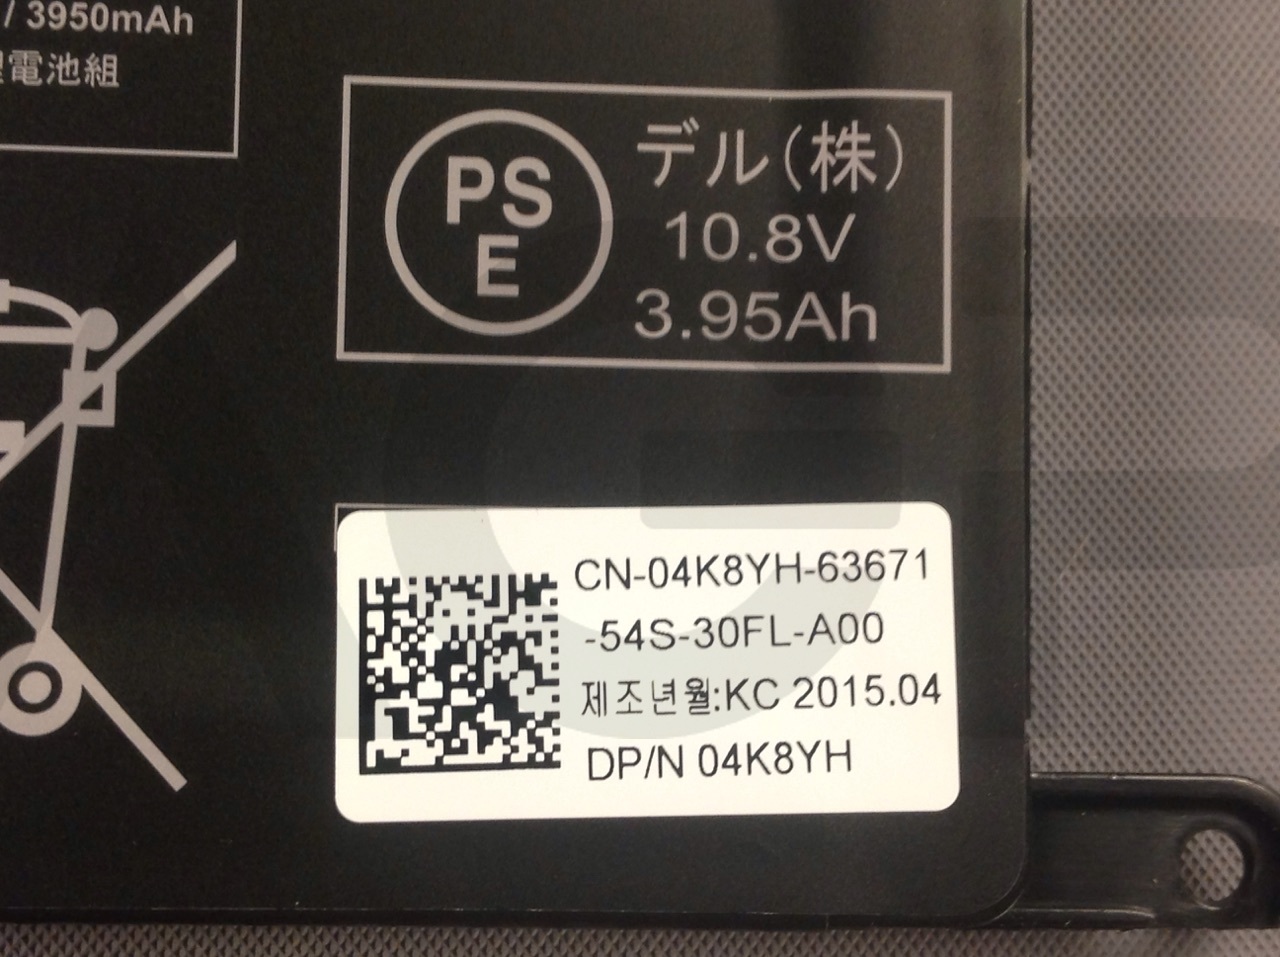 / 3950mAh
電池組
PS
E
デル(株)
10.8V
3.95Ah
CN-04K8YH-63671
-54S-30FL-A00
제조년월:KC 2015.04
DP/N 04K8YH